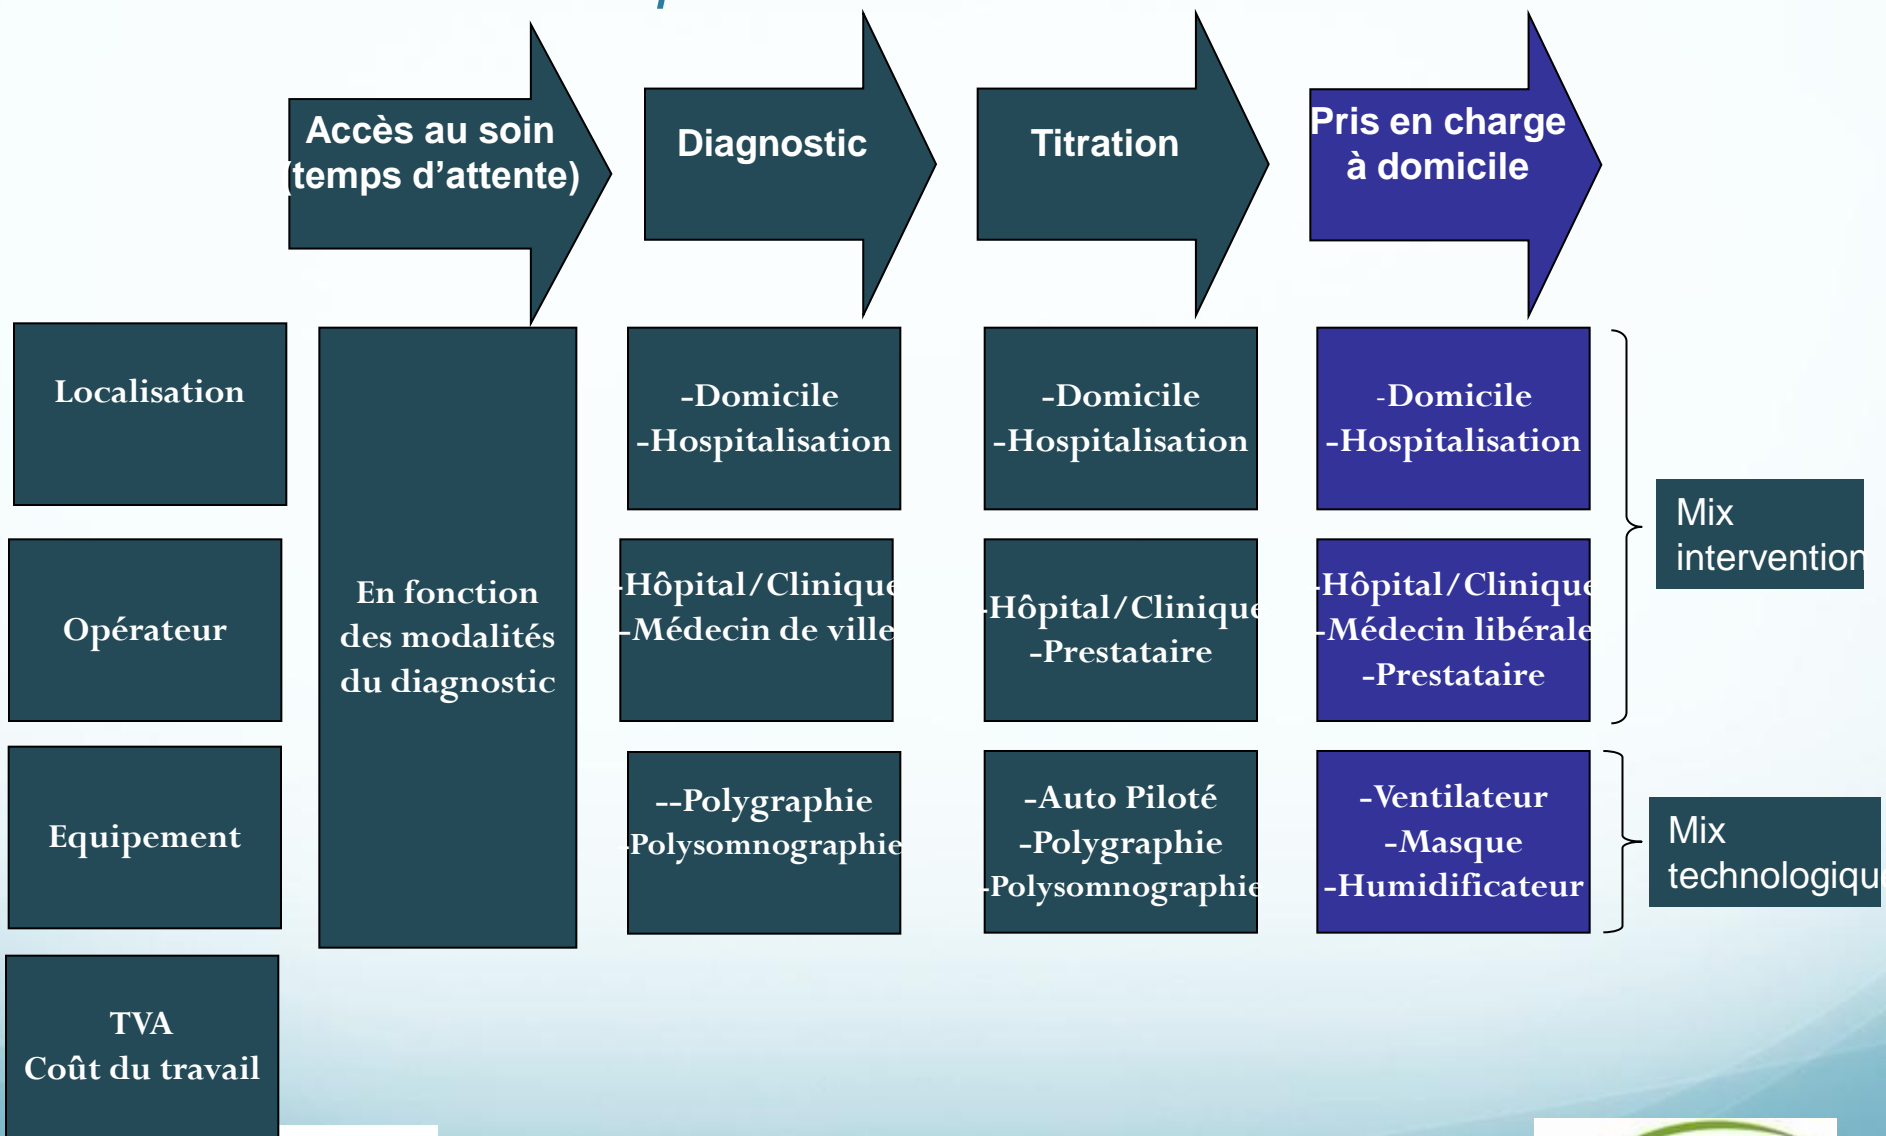 Accès au soin
(temps d’attente)
Diagnostic
Titration
Pris en charge
à domicile
Localisation
-Domicile
-Hospitalisation
-Domicile
-Hospitalisation
-Domicile
-Hospitalisation
Mix
intervention
Opérateur
En fonction
des modalités
du diagnostic
-Hôpital/Clinique
-Médecin de ville
-Hôpital/Clinique
-Prestataire
-Hôpital/Clinique
-Médecin libérale
-Prestataire
Equipement
--Polygraphie
-Polysomnographie
-Auto Piloté
-Polygraphie
-Polysomnographie
-Ventilateur
-Masque
-Humidificateur
Mix
technologique
TVA
Coût du travail